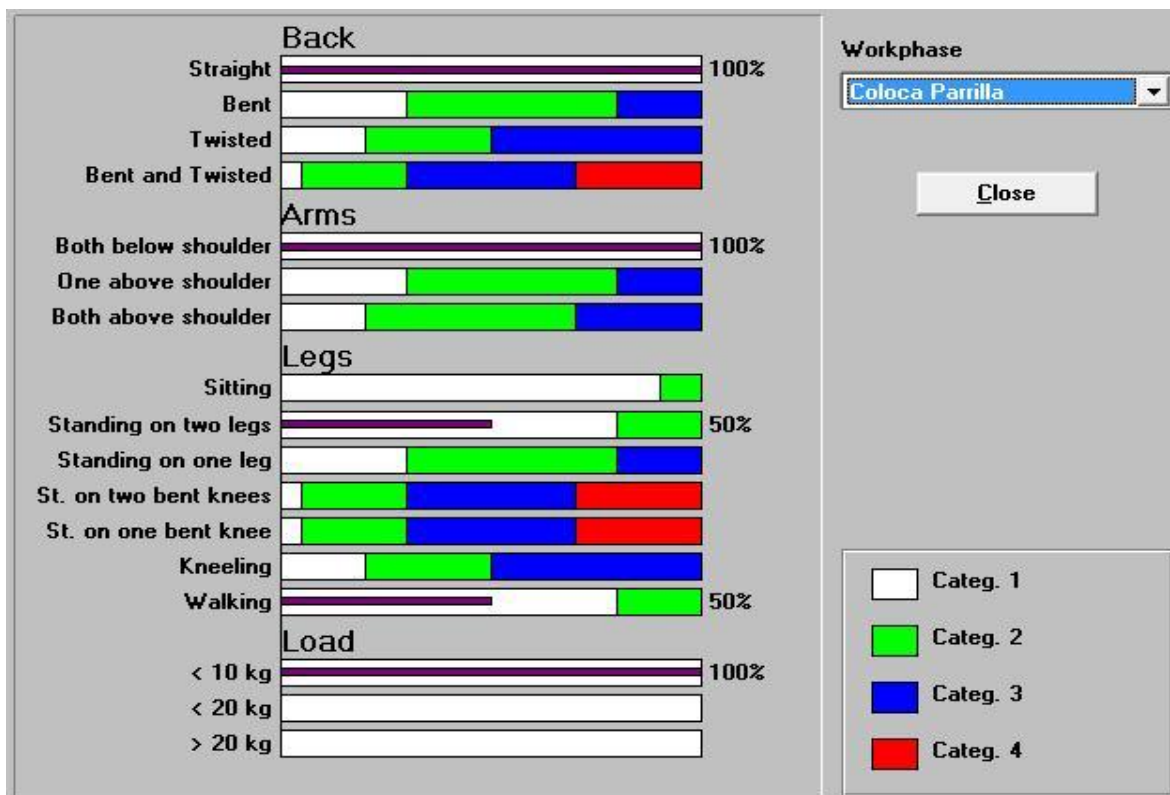 Back
Straight 100%
Bent
Twisted
Bent and Twisted
Arms
Both below shoulder 100%
One above shoulder
Both above shoulder
Legs
Sitting
Standing on two legs 50%
Standing on one leg
St. on two bent knees
St. on one bent knee
Kneeling
Walking 50%
Load
< 10 kg 100%
< 20 kg
> 20 kg
Workphase
Coloca Parrilla
Close
Categ. 1
Categ. 2
Categ. 3
Categ. 4